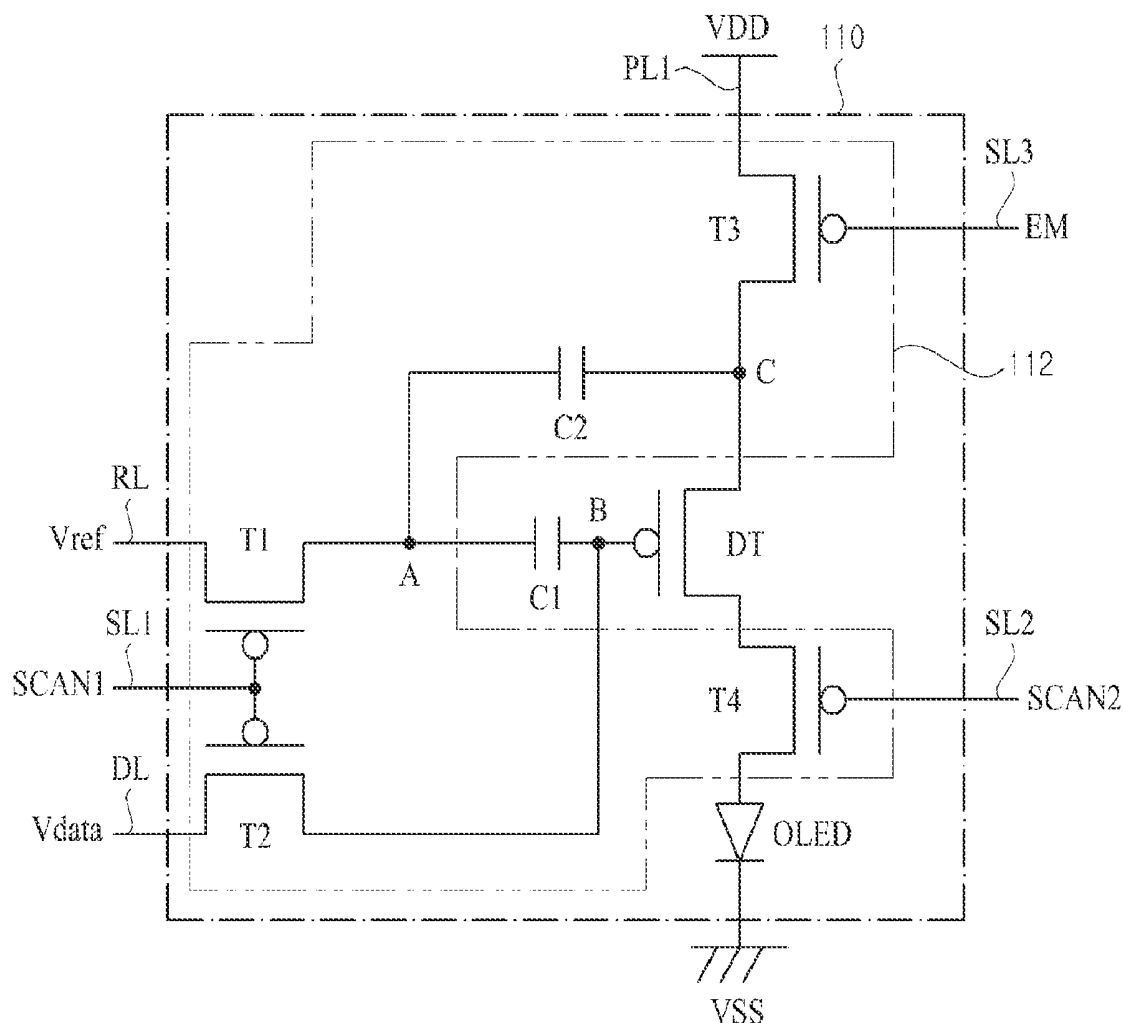 VDD
110
PL1
SL3
T3
EM
C
112
C2
RL
B
Vref
T1
DT
A
C1
SL1
SL2
SCAN1
T4
SCAN2
DL
Vdata
T2
OLED
VSS